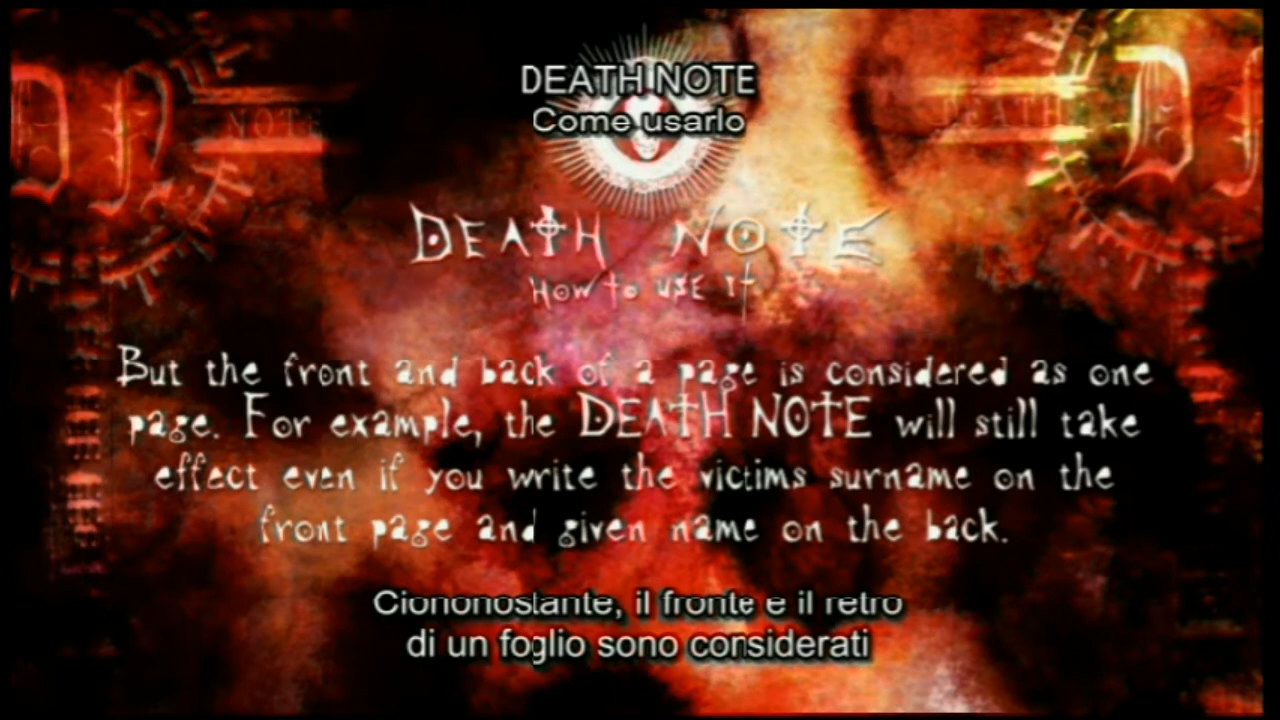 DEATH NOTE
Come usarlo
DN
NOTE
DEATH
D
DEATH NOTE
HOW to USE It
But the front and back of a page is considered as one
page. For example, the DEATH NOTE will still take
effect even if you write the victims surname on the
front page and given name on the back.
Ciononostante, il fronte e il retro
di un foglio sono considerati